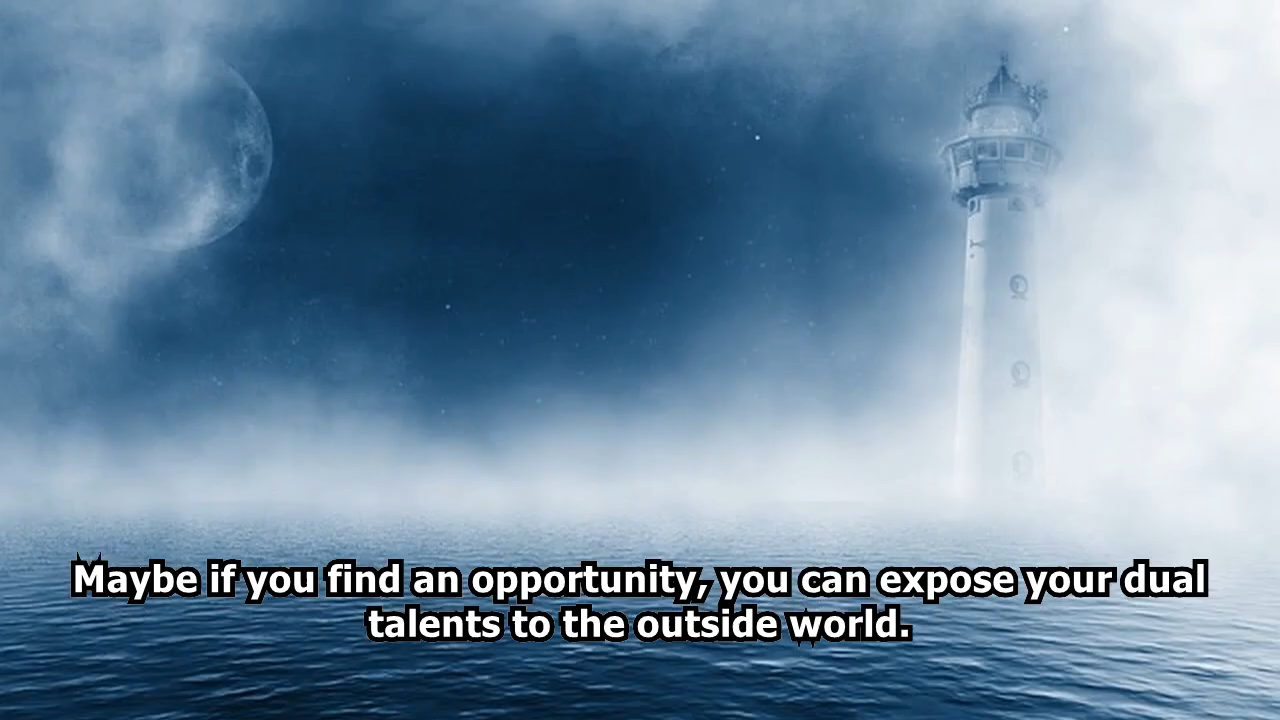 Maybe if you find an opportunity, you can expose your dual
talents to the outside world.